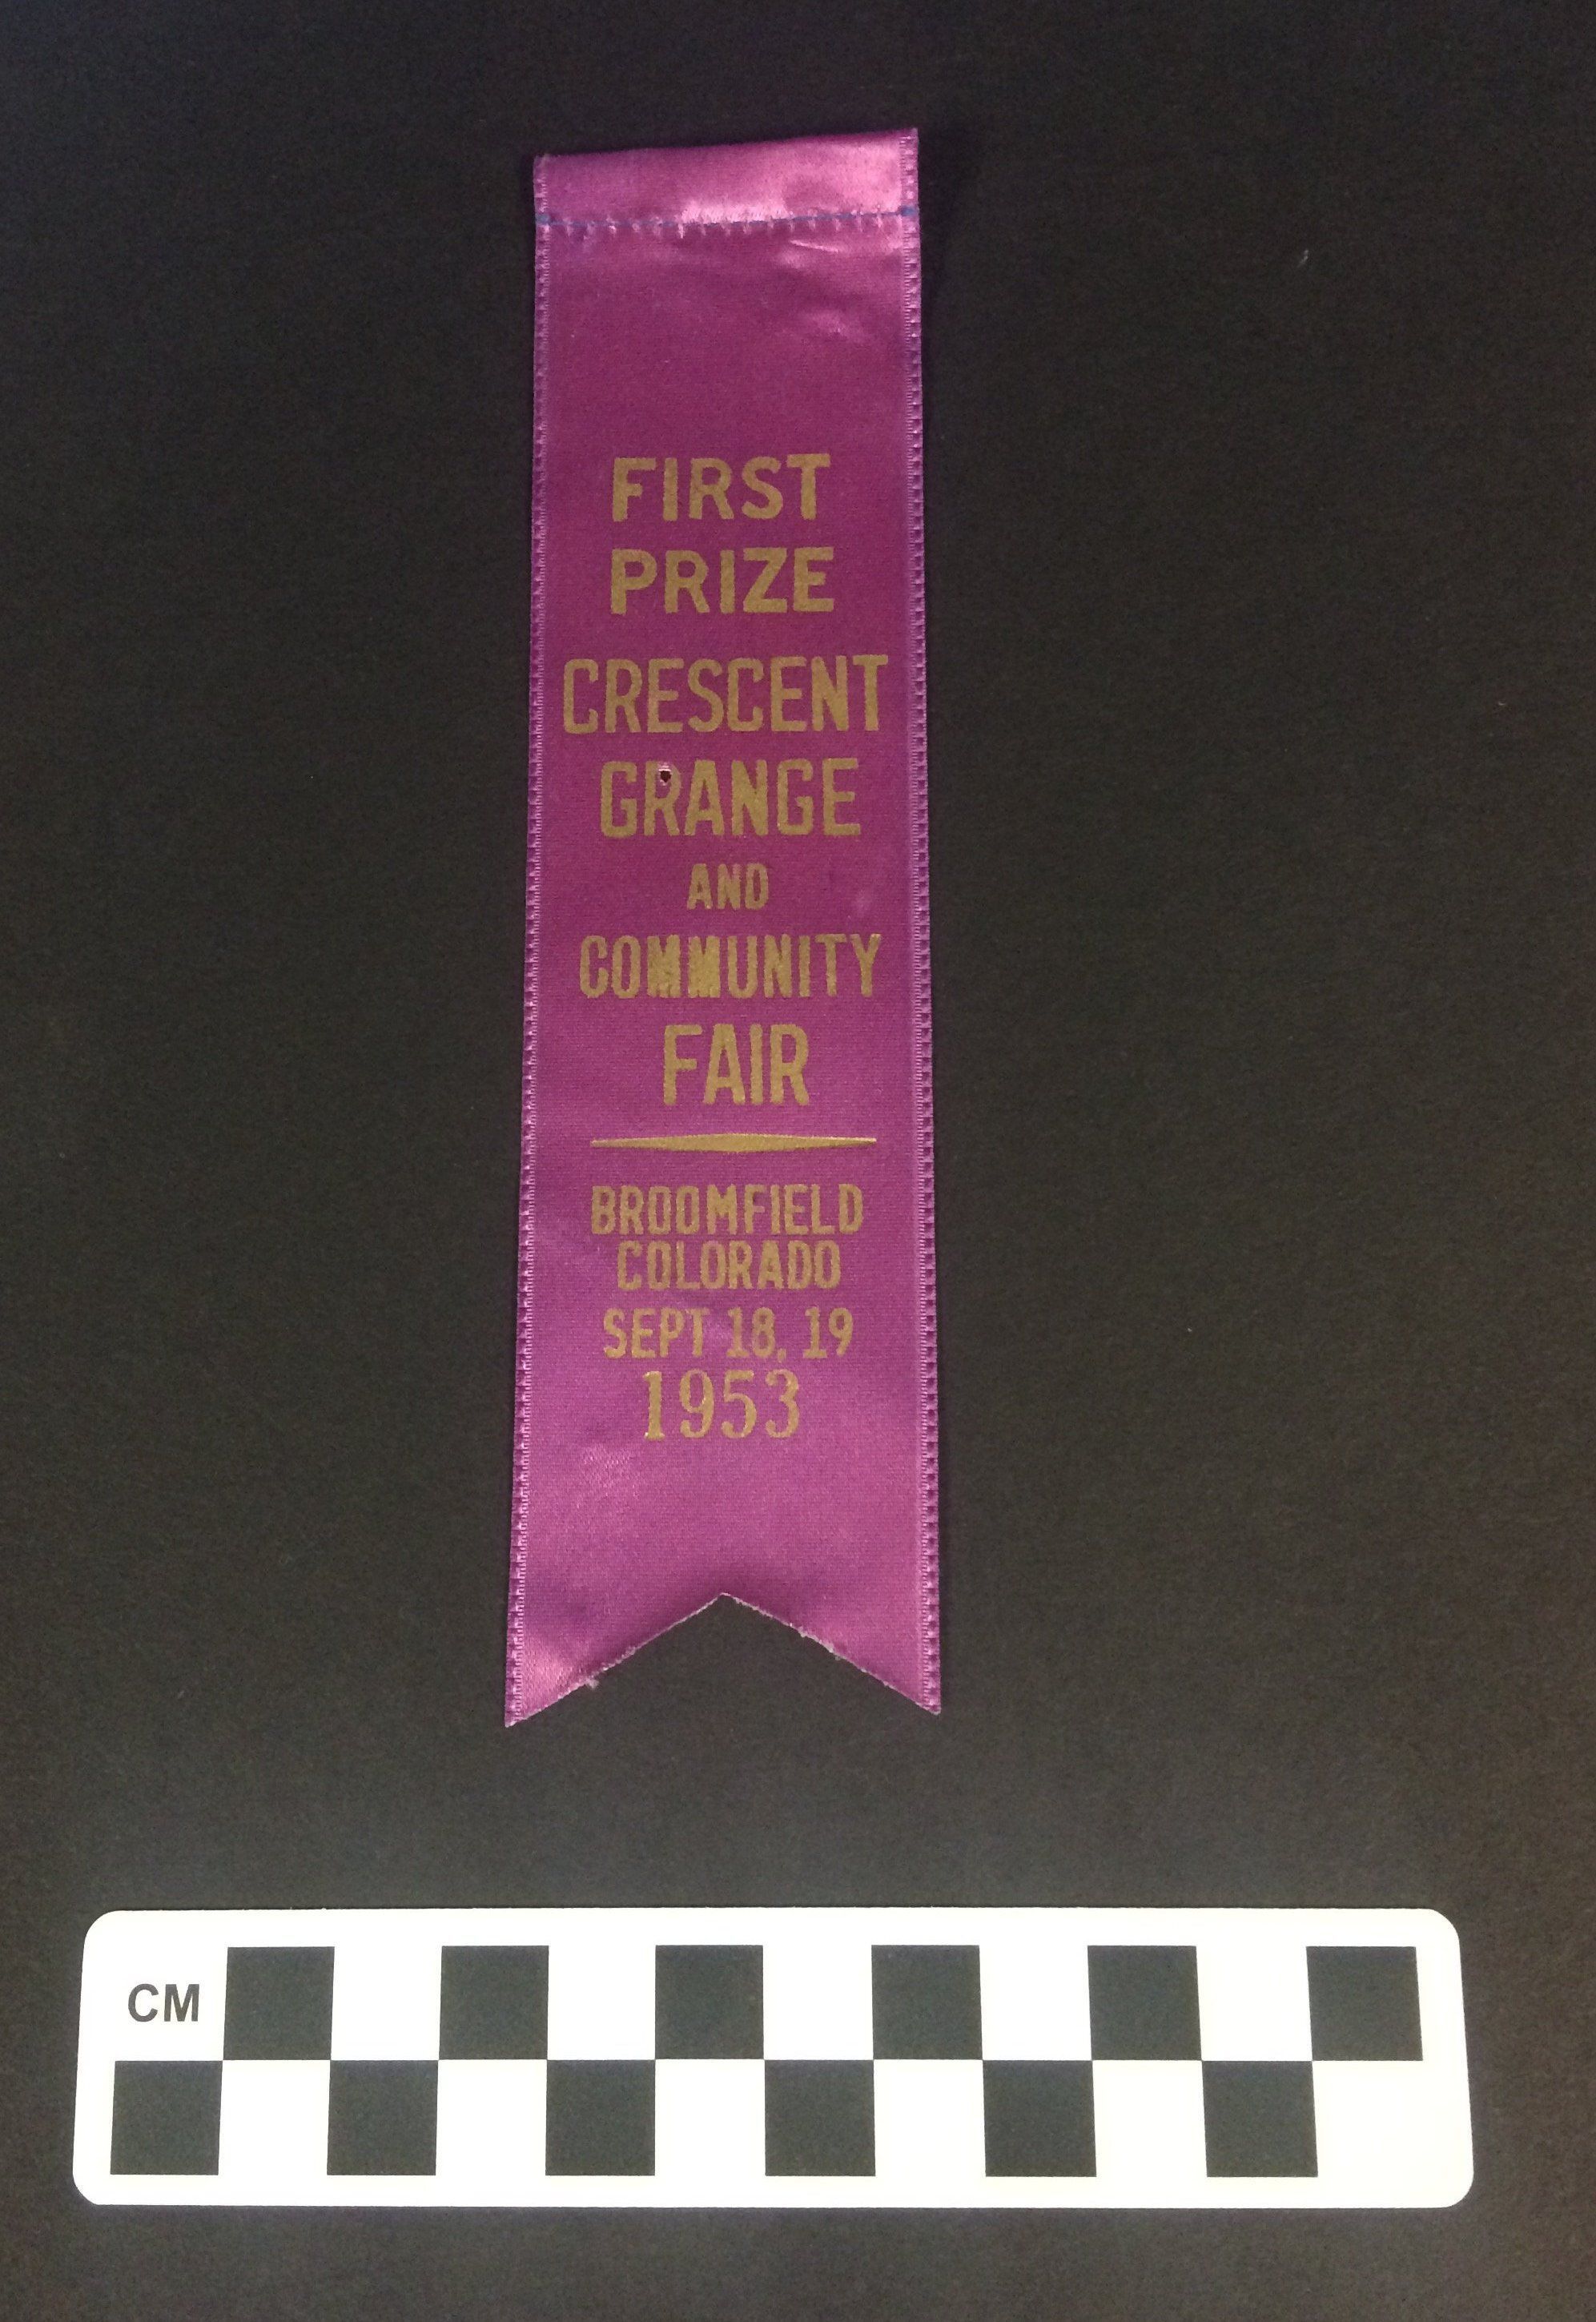 FIRST
PRIZE
CRESCENT
GRANGE
AND
COMMUNITY
FAIR
BROOMFIELD
COLORADO
SEPT 18, 19
1953
CM